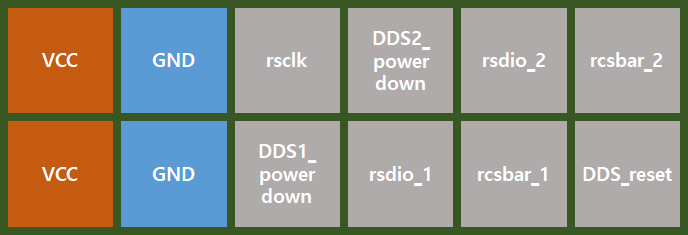 VCC
GND
rsclk
DDS2_
power
down
rsdio_2
rcsbar_2
VCC
GND
DDS1_
power
down
rsdio_1
rcsbar_1
DDS_reset